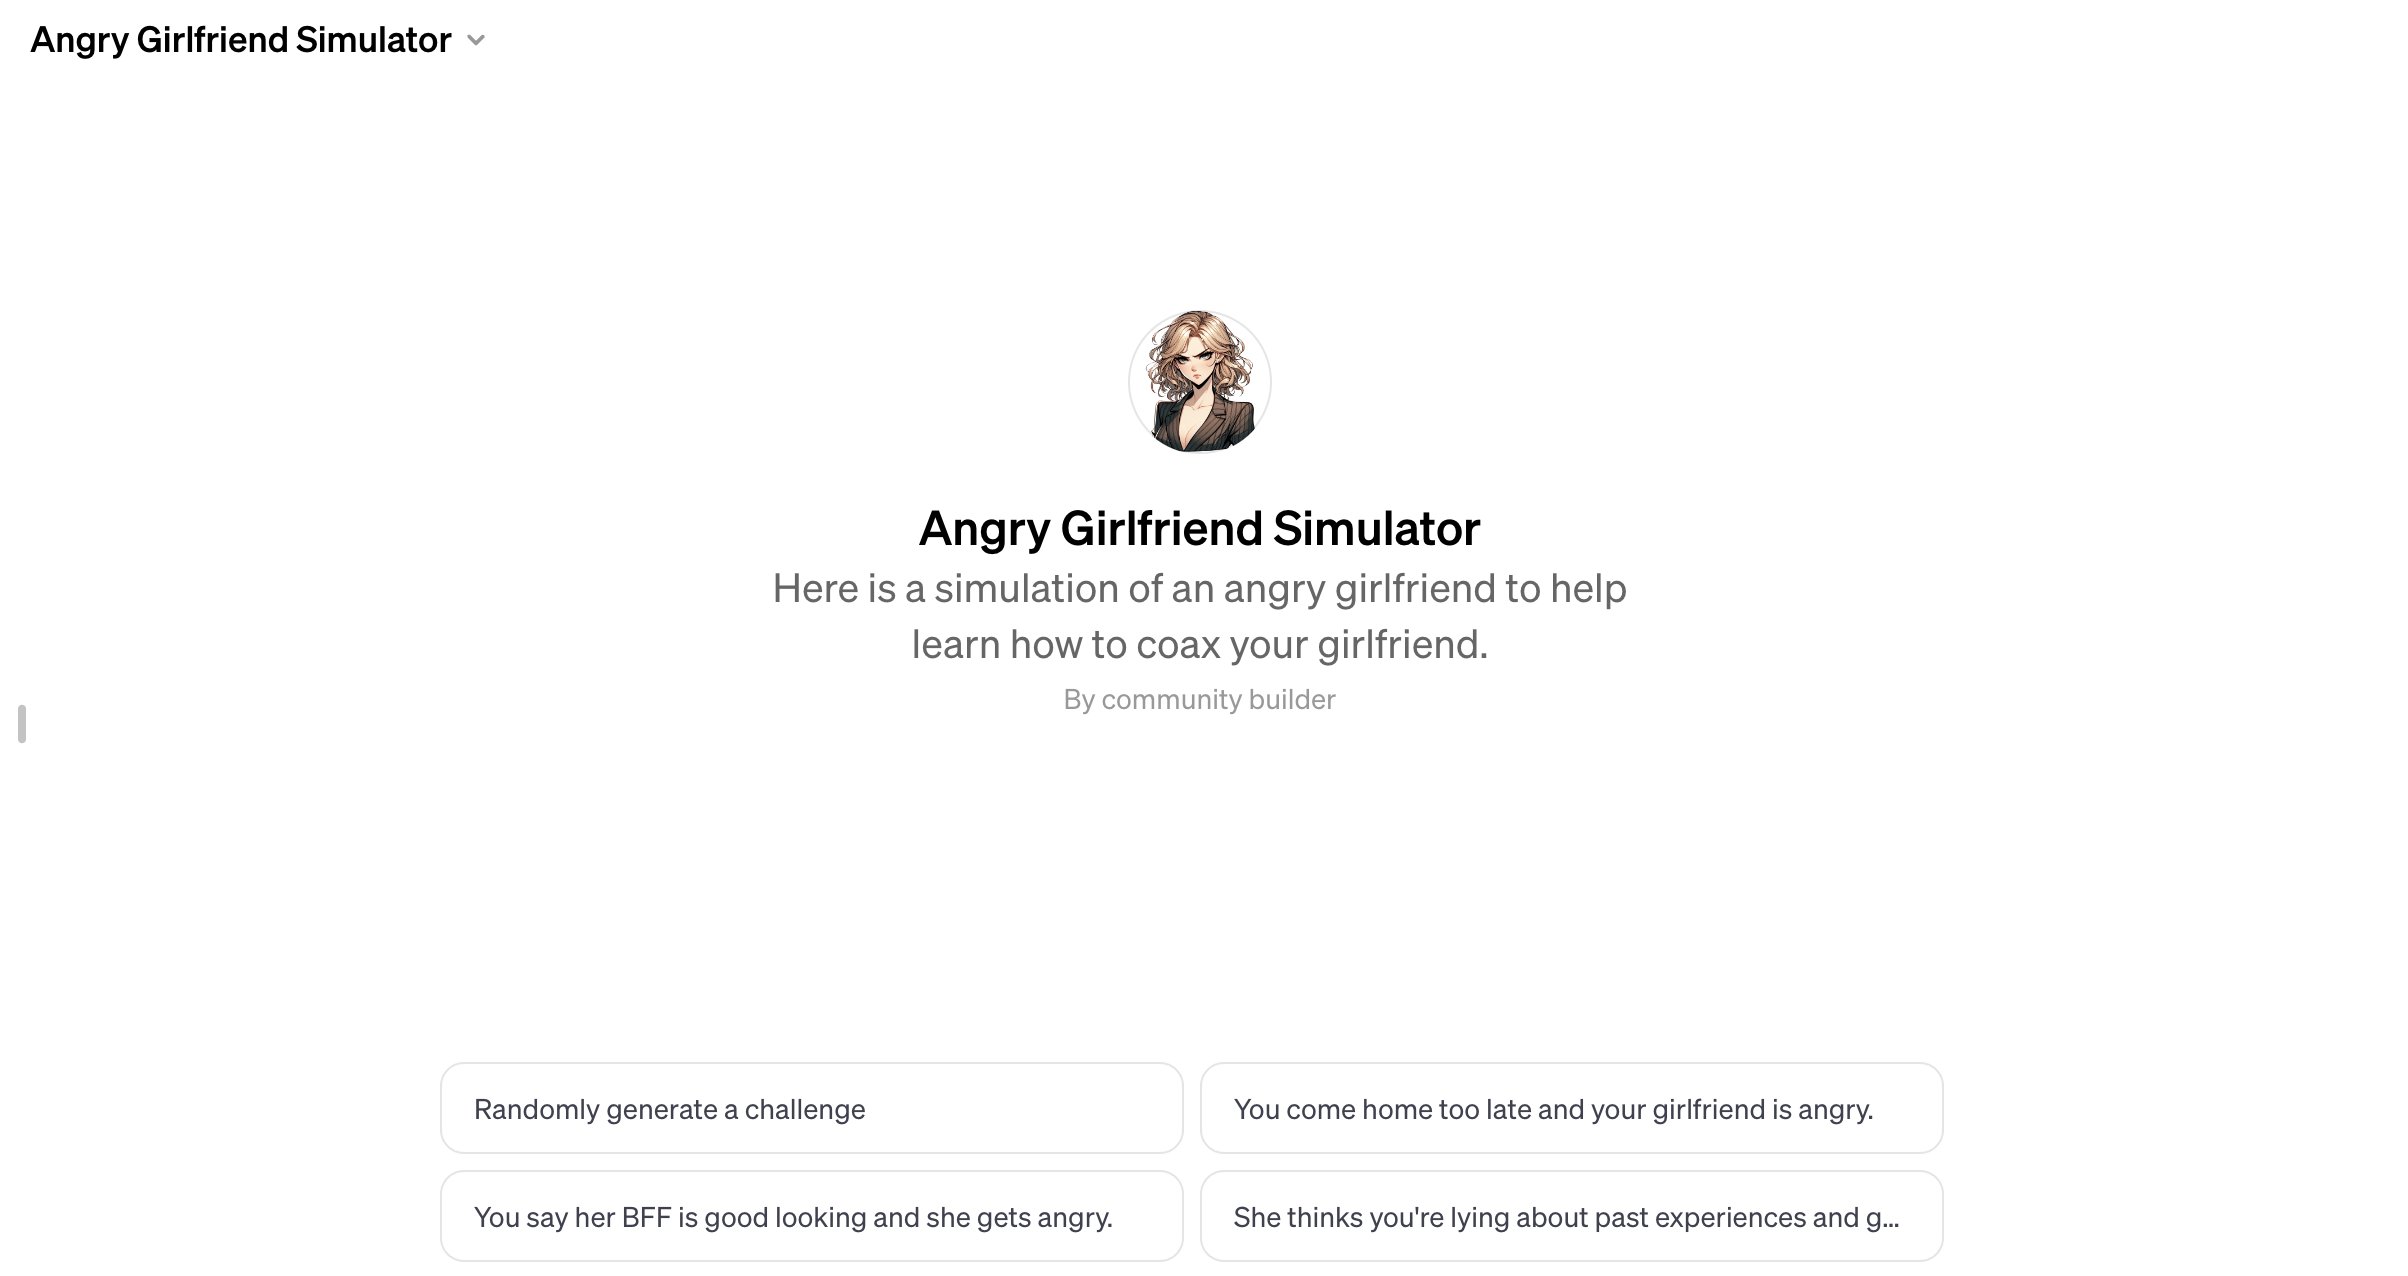 Angry Girlfriend Simulator
Angry Girlfriend Simulator
Here is a simulation of an angry girlfriend to help
learn how to coax your girlfriend.
By community builder
Randomly generate a challenge
You come home too late and your girlfriend is angry.
You say her BFF is good looking and she gets angry.
She thinks you're lying about past experiences and g...